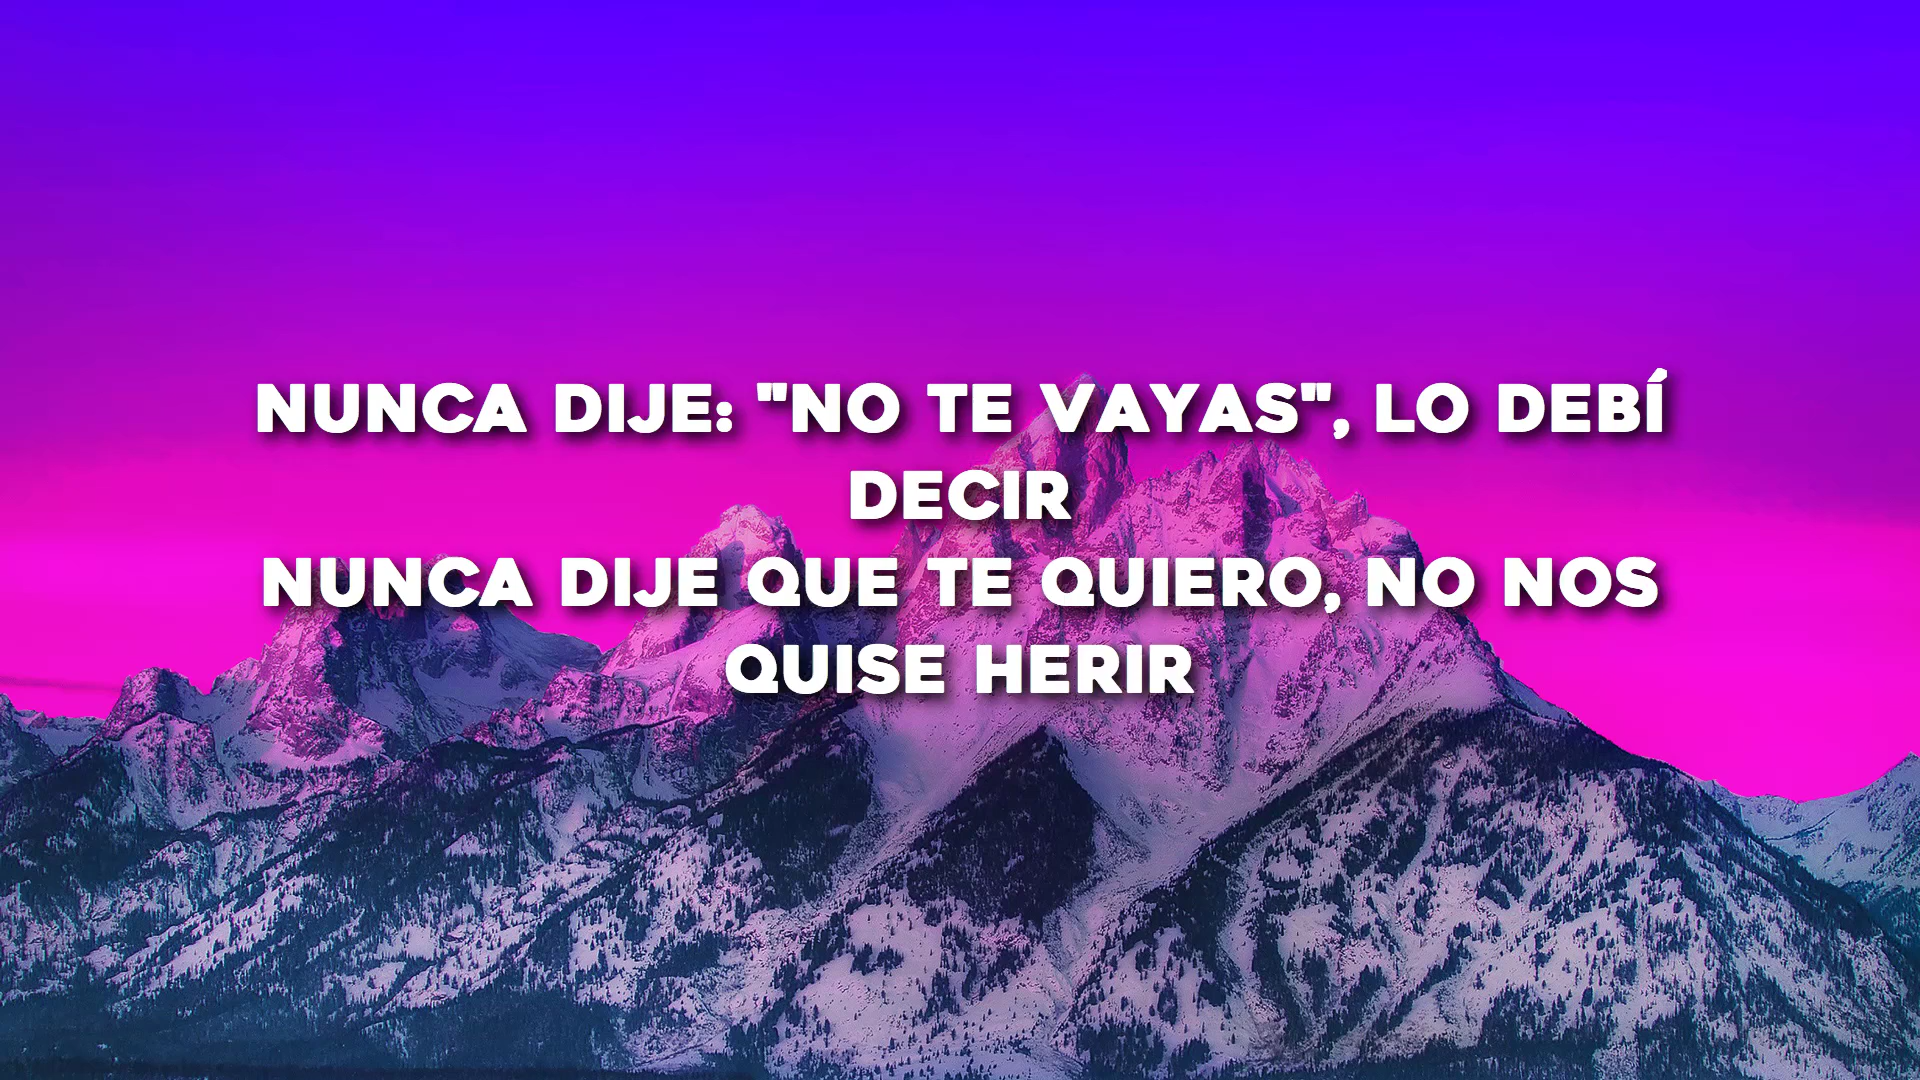 NUNCA DIJE: "NO TE VAYAS", LO DEBÍ
DECIR
NUNCA DIJE QUE TE QUIERO, NO NOS
QUISE HERIR